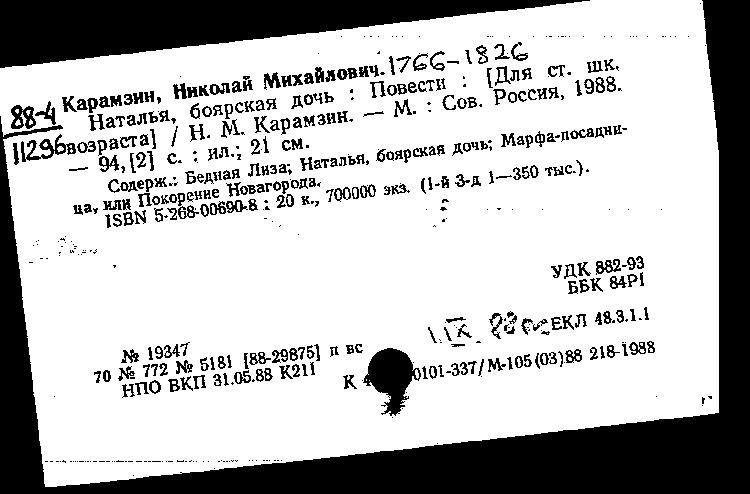 Карамзин, Николай Михайлович. 1766-1826
88-4 Наталья, боярская дочь : Повести : [Для ст. шк.
11296 возраста] / Н. М. Карамзин. — М. : Сов. Россия, 1988.
— 94,[2] с. : ил.; 21 см.
Содерж.: Бедная Лиза; Наталья, боярская дочь; Марфа-посадни-
ца, или Покорение Новагорода.
ISBN 5-268-00690-8 : 20 к., 700000 экз. (1-й З-д 1—350 тыс.).
УДК 882-93
ББК 84Р1
IX 88 ЕКЛ 48.3.1.1
№ 19347
70 № 772 № 5181 [88-29875] п вс
НПО ВКП 31.05.88 К211
К 4 0101-337/М-105(03)88 218-1988